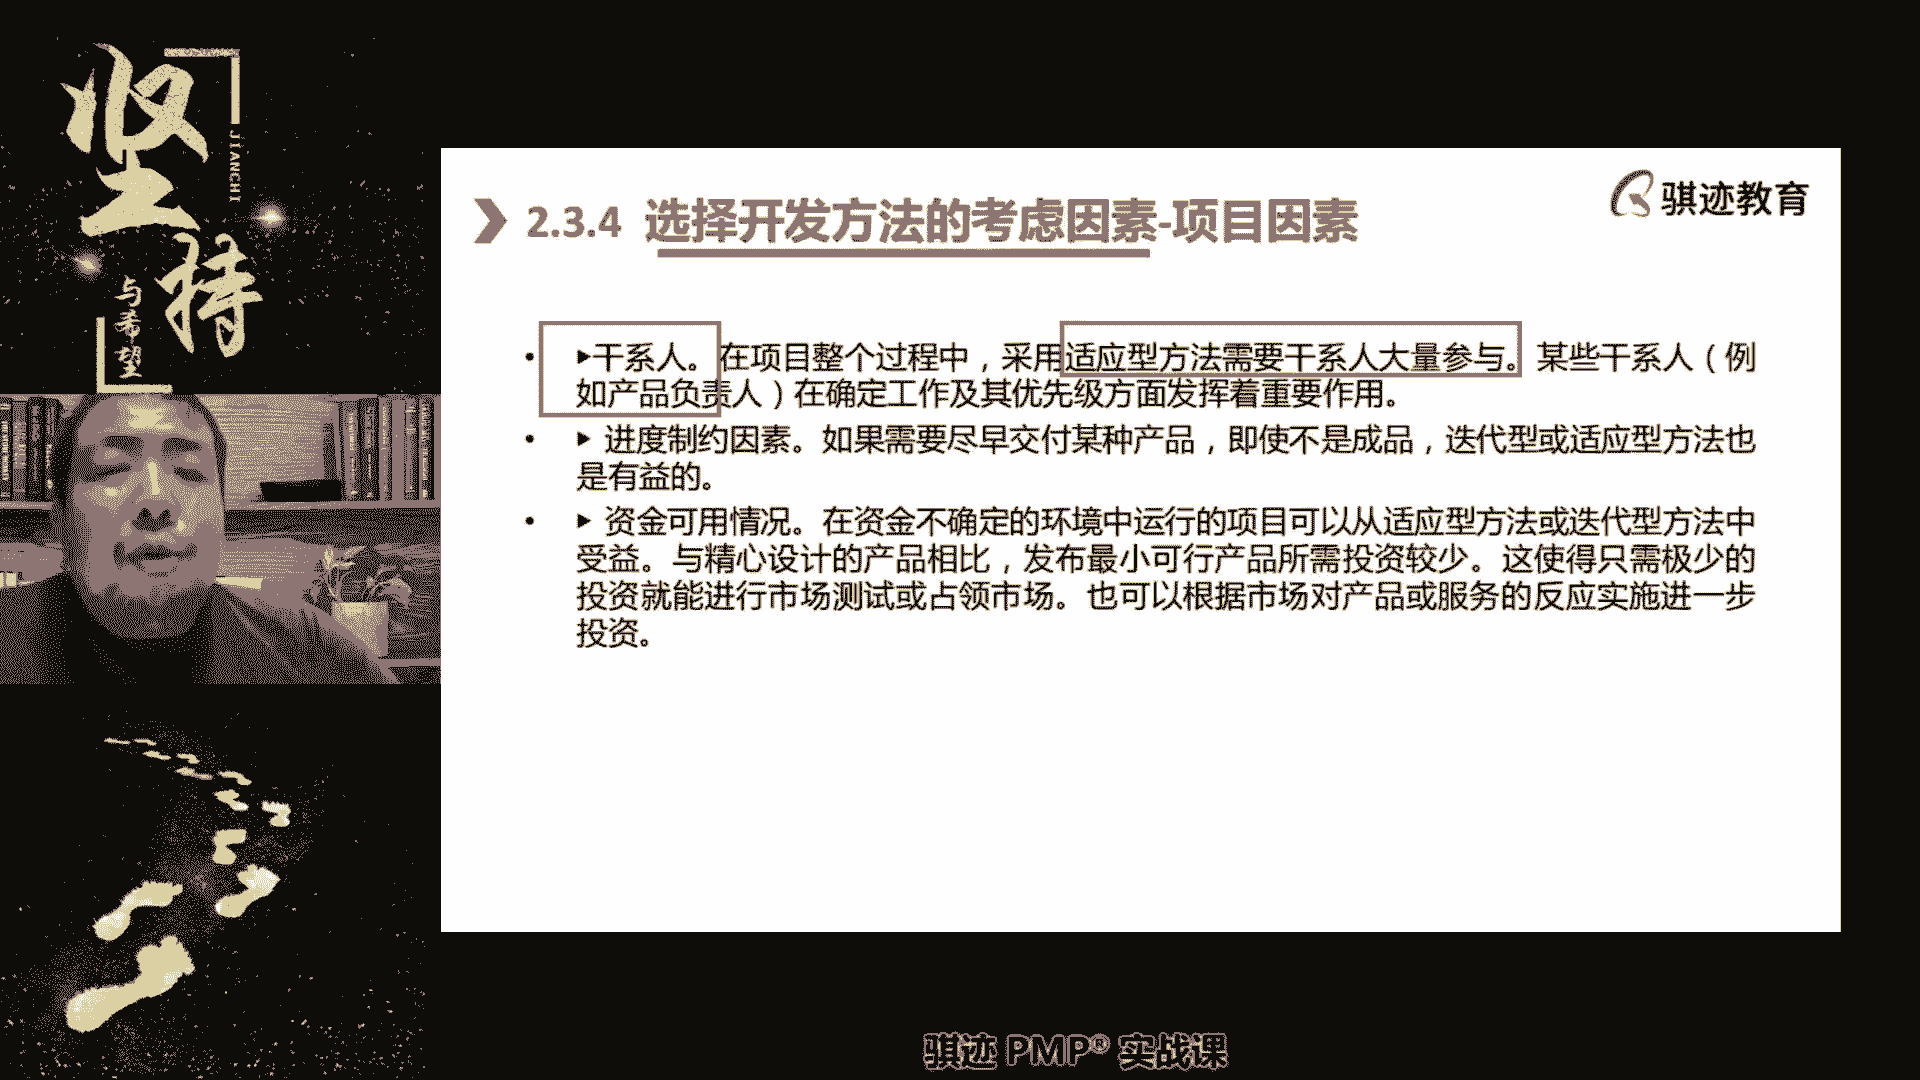 坚持
JIANCHI
与希望
骐迹教育
2.3.4 选择开发方法的考虑因素-项目因素
• ▶干系人。在项目整个过程中，采用适应型方法需要干系人大量参与。某些干系人（例
如产品负责人）在确定工作及其优先级方面发挥着重要作用。
• ▶ 进度制约因素。如果需要尽早交付某种产品，即使不是成品，迭代型或适应型方法也
是有益的。
• ▶ 资金可用情况。在资金不确定的环境中运行的项目可以从适应型方法或迭代型方法中
受益。与精心设计的产品相比，发布最小可行产品所需投资较少。这使得只需极少的
投资就能进行市场测试或占领市场。也可以根据市场对产品或服务的反应实施进一步
投资。
骐迹 PMP® 实战课